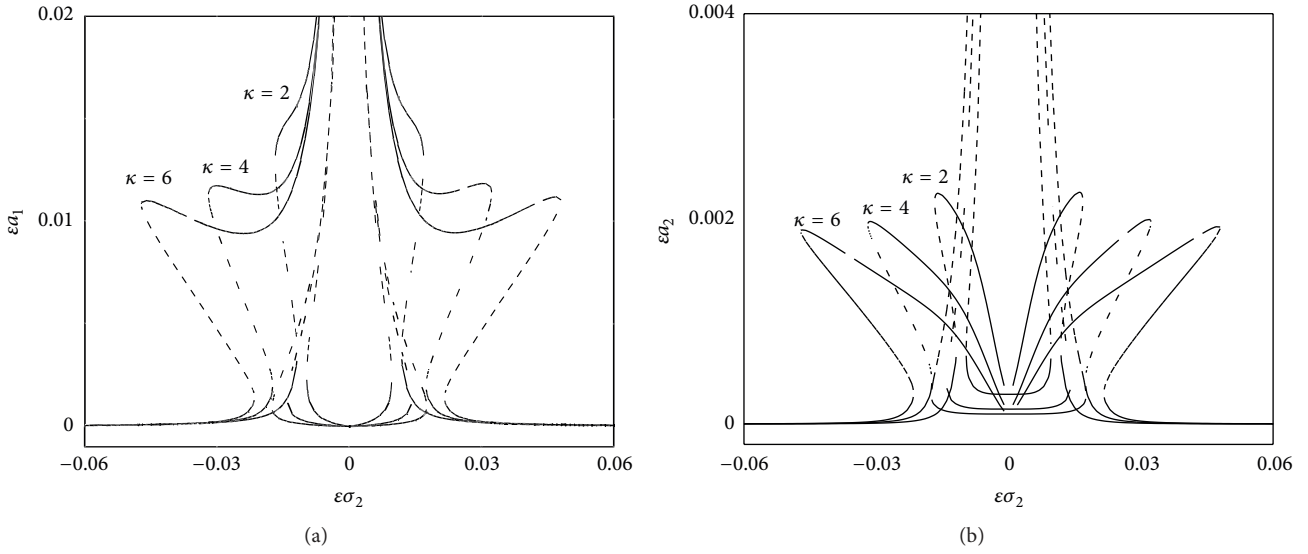 0.02
κ = 2
κ = 4
κ = 6
εa₁
0.01
0
−0.06
−0.03
0
0.03
0.06
εσ₂
(a)
0.004
κ = 2
κ = 4
κ = 6
εa₂
0.002
0
−0.06
−0.03
0
0.03
0.06
εσ₂
(b)